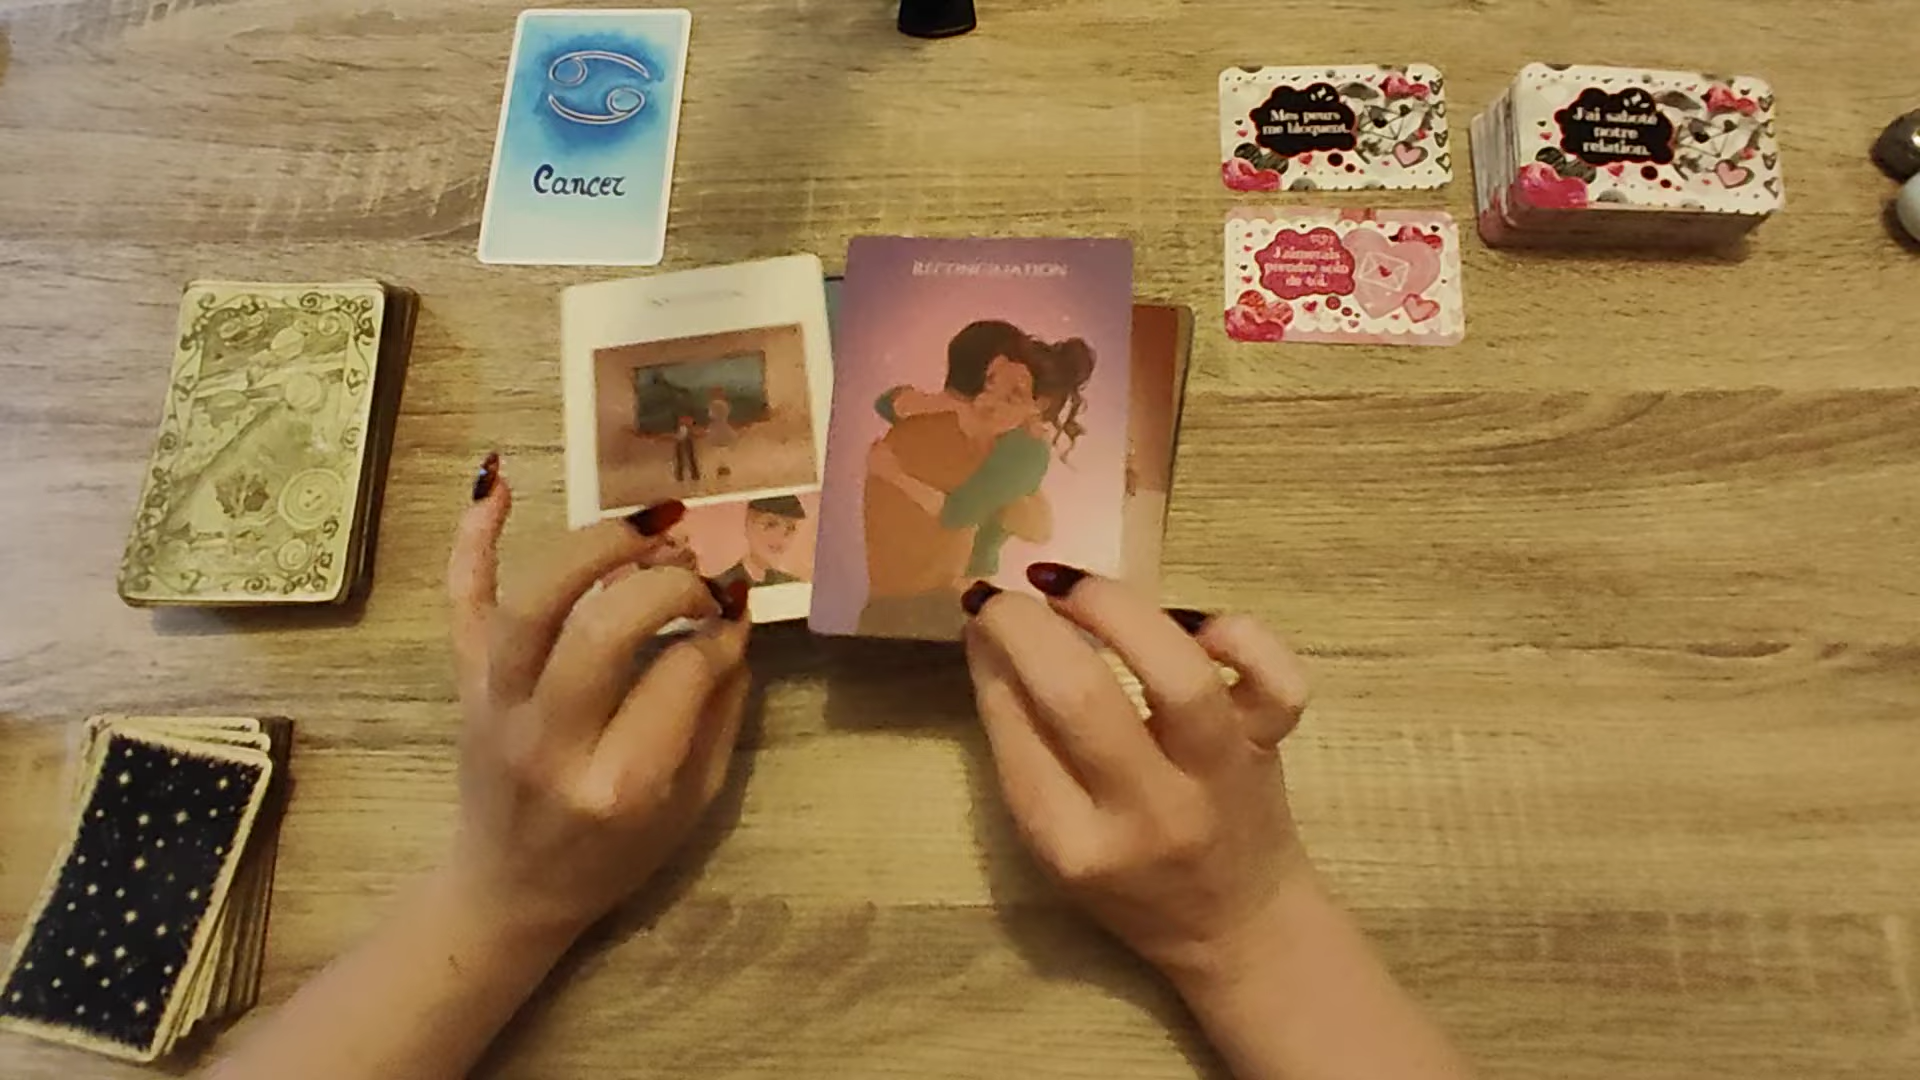 Cancer
Mes peurs
me bloquent.
J'ai saboté
notre
relation.
J'aimerais
prendre soin
de toi.
RECONCILIATION